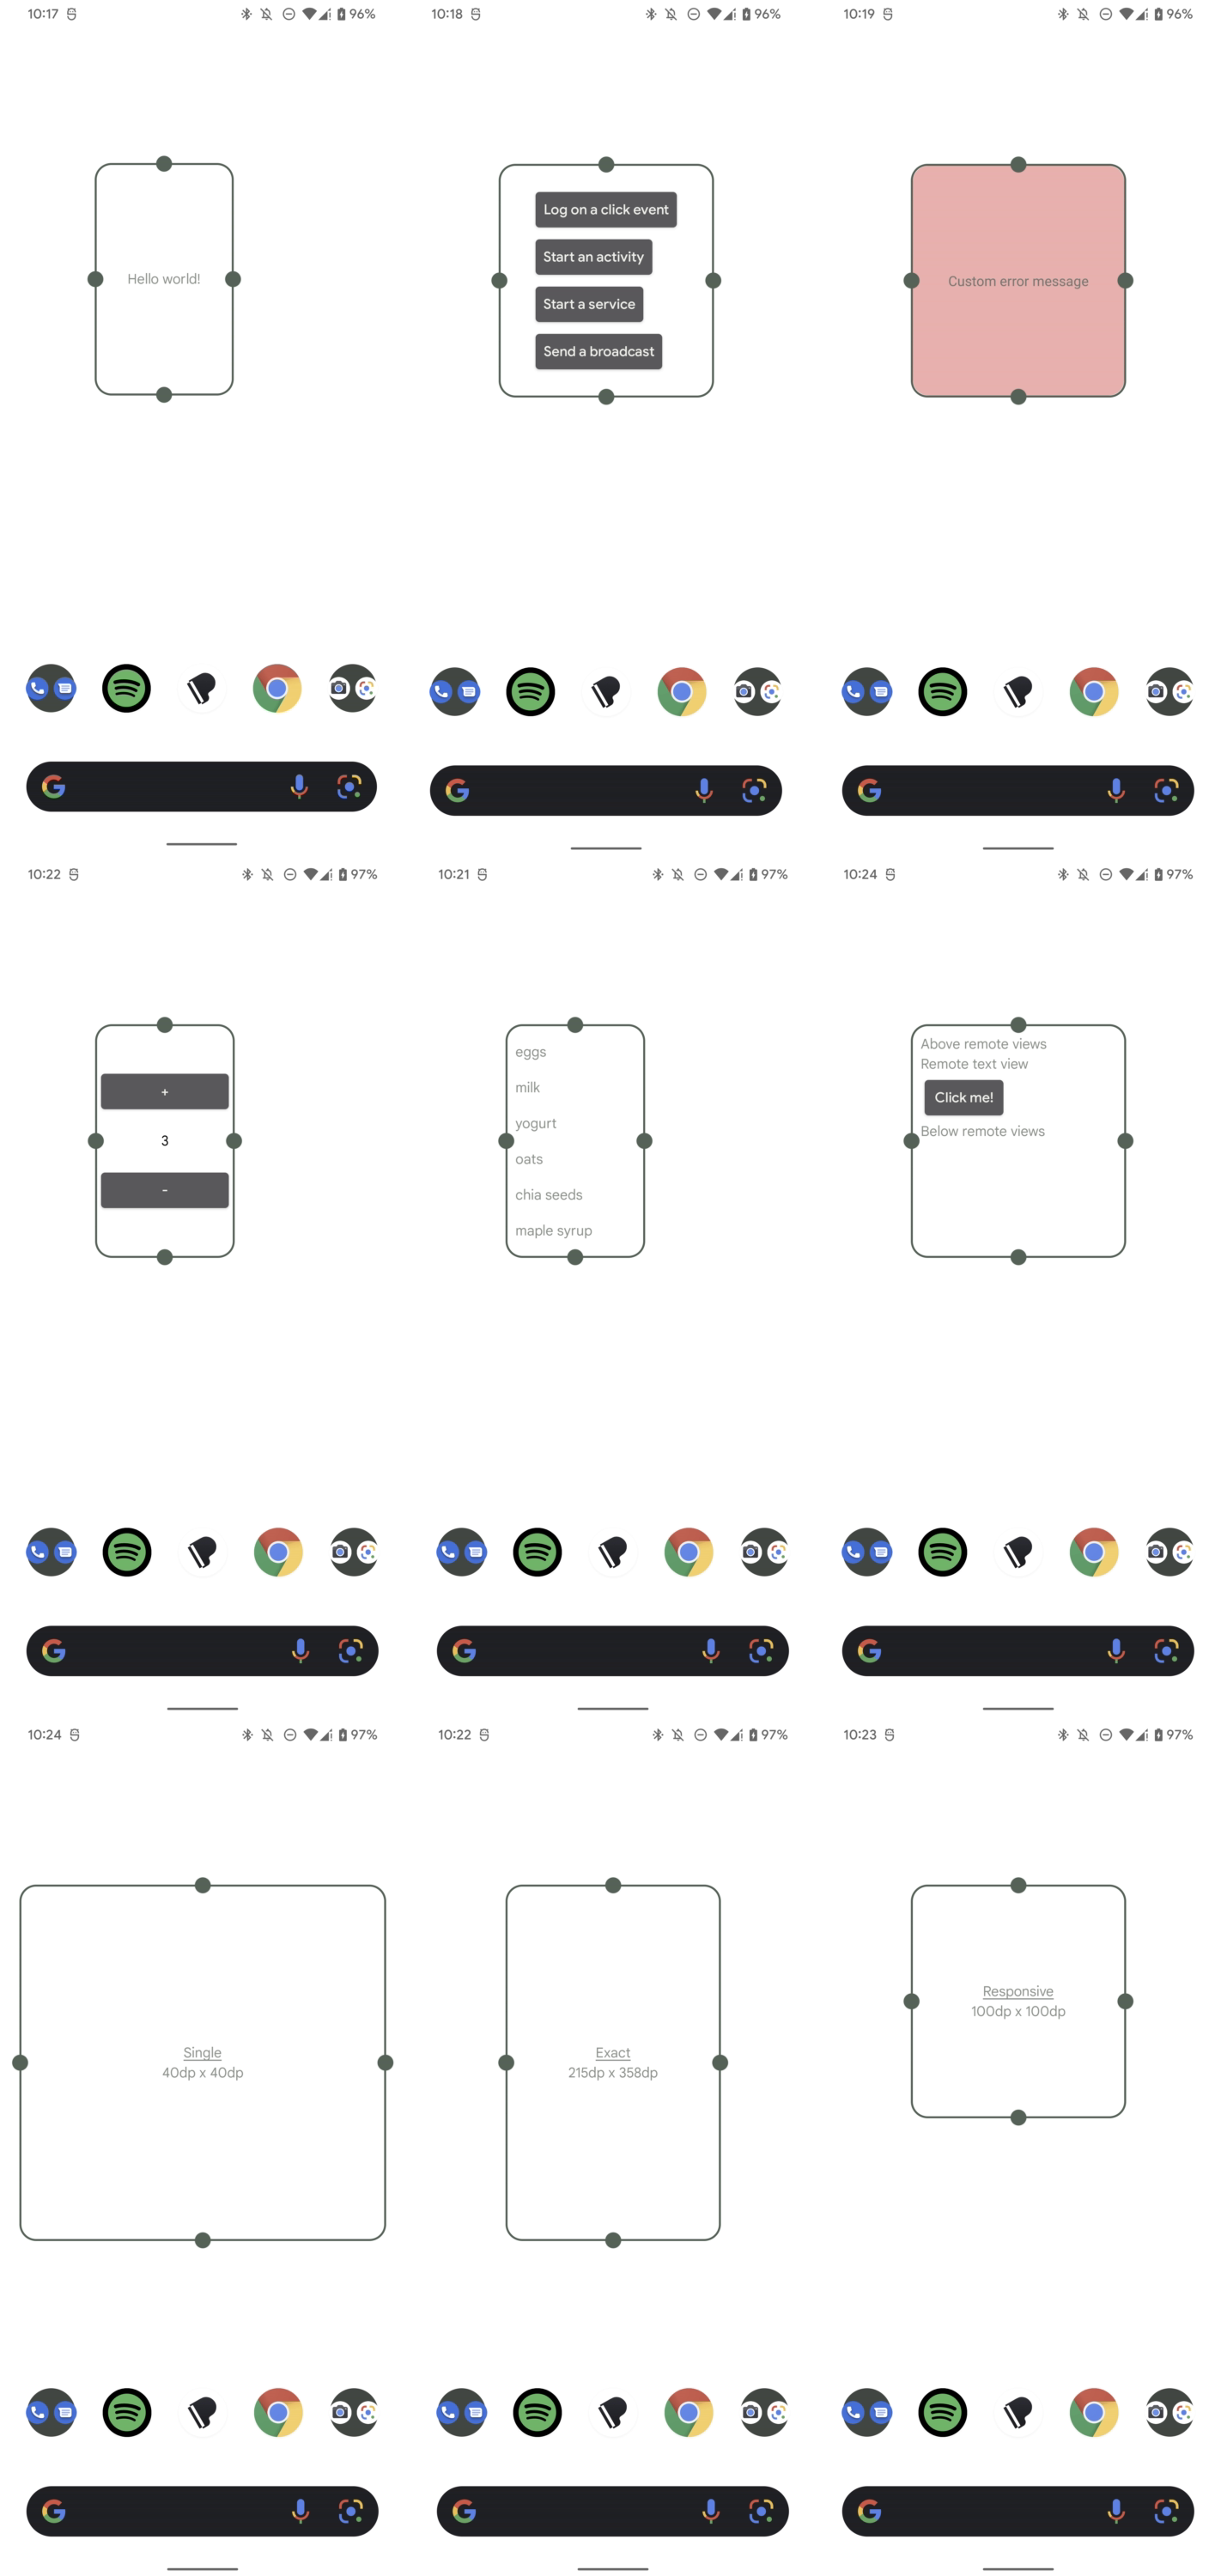 10:17
96%
Hello world!
10:18
96%
Log on a click event
Start an activity
Start a service
Send a broadcast
10:19
96%
Custom error message
10:22
97%
+
3
-
10:21
97%
eggs
milk
yogurt
oats
chia seeds
maple syrup
10:24
97%
Above remote views
Remote text view
Click me!
Below remote views
10:24
97%
Single
40dp x 40dp
10:22
97%
Exact
215dp x 358dp
10:23
97%
Responsive
100dp x 100dp